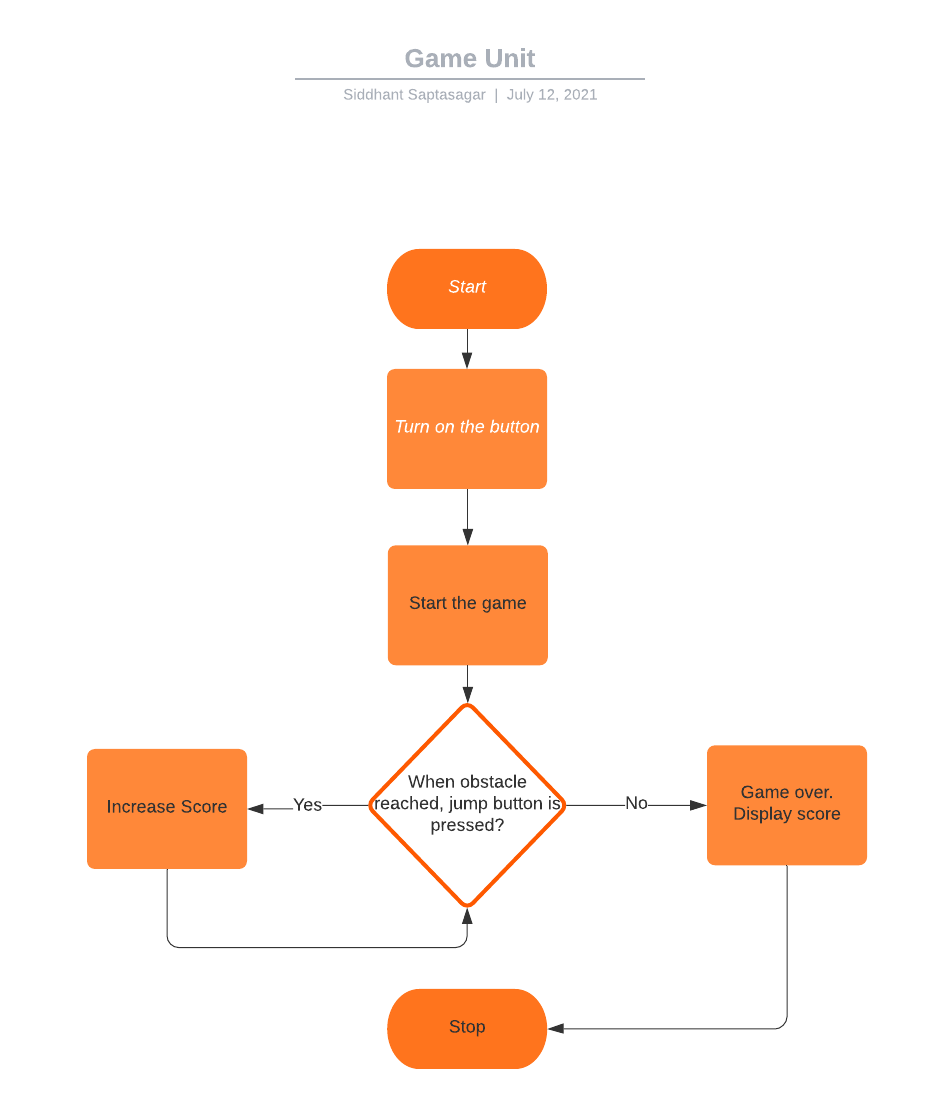 Game Unit
Siddhant Saptasagar | July 12, 2021
Start
Turn on the button
Start the game
When obstacle
reached, jump button is
pressed?
Yes
No
Increase Score
Game over.
Display score
Stop